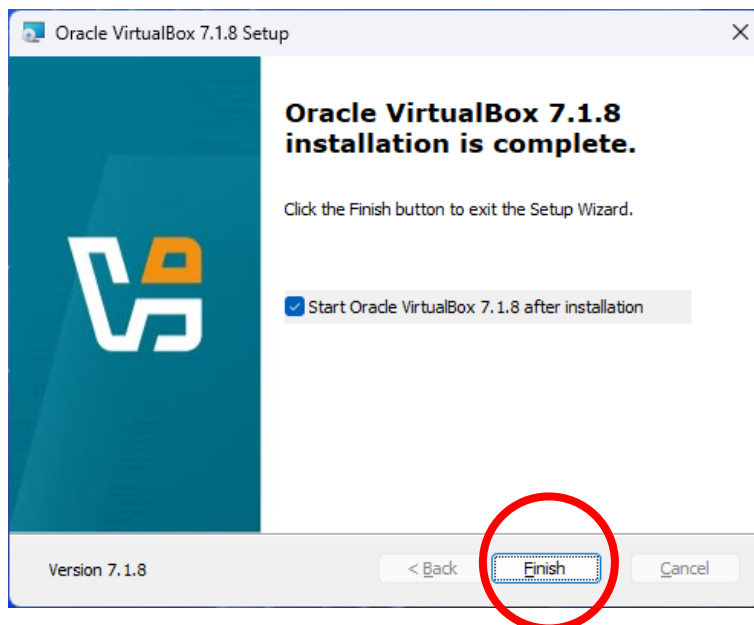 Oracle VirtualBox 7.1.8 Setup
Oracle VirtualBox 7.1.8
installation is complete.
Click the Finish button to exit the Setup Wizard.
Start Oracle VirtualBox 7.1.8 after installation
Version 7.1.8
< Back
Finish
Cancel